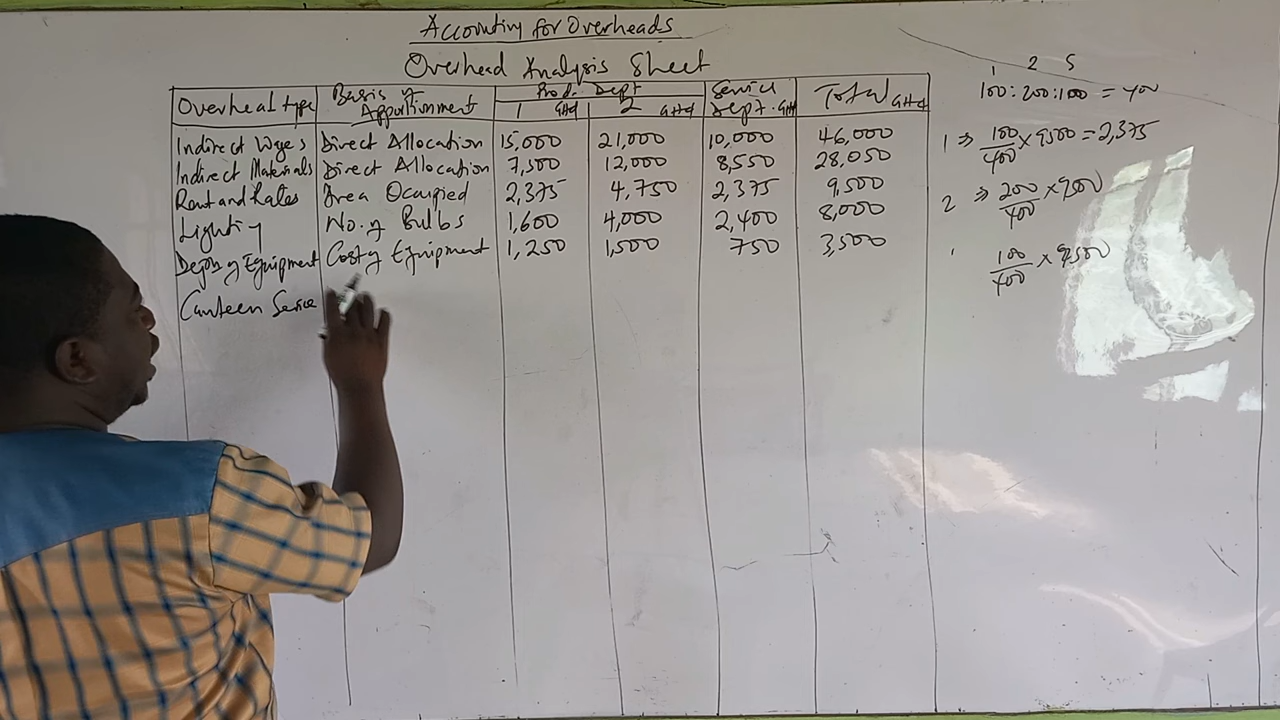 Accounting for Overheads
Overhead Analysis Sheet
Overhead type | Basis of Apportionment | Prod. Dept 1 GH¢ | 2 GH¢ | Service Dept. GH¢ | Total GH¢
Indirect Wages | Direct Allocation | 15,000 | 21,000 | 10,000 | 46,000
Indirect Materials | Direct Allocation | 7,500 | 12,000 | 8,550 | 28,050
Rent and Rates | Area Ocupied | 2,375 | 4,750 | 2,375 | 9,500
Lighting | No. of Bulbs | 1,600 | 4,000 | 2,400 | 8,000
Depn of Equipment | Cost of Equipment | 1,250 | 1,500 | 750 | 3,500
Canteen Service
1 2 S
100:200:100 = 400
1 ⇒ 100/400 × 9500 = 2,375
2 ⇒ 200/400 × 9500
100/400 × 9500